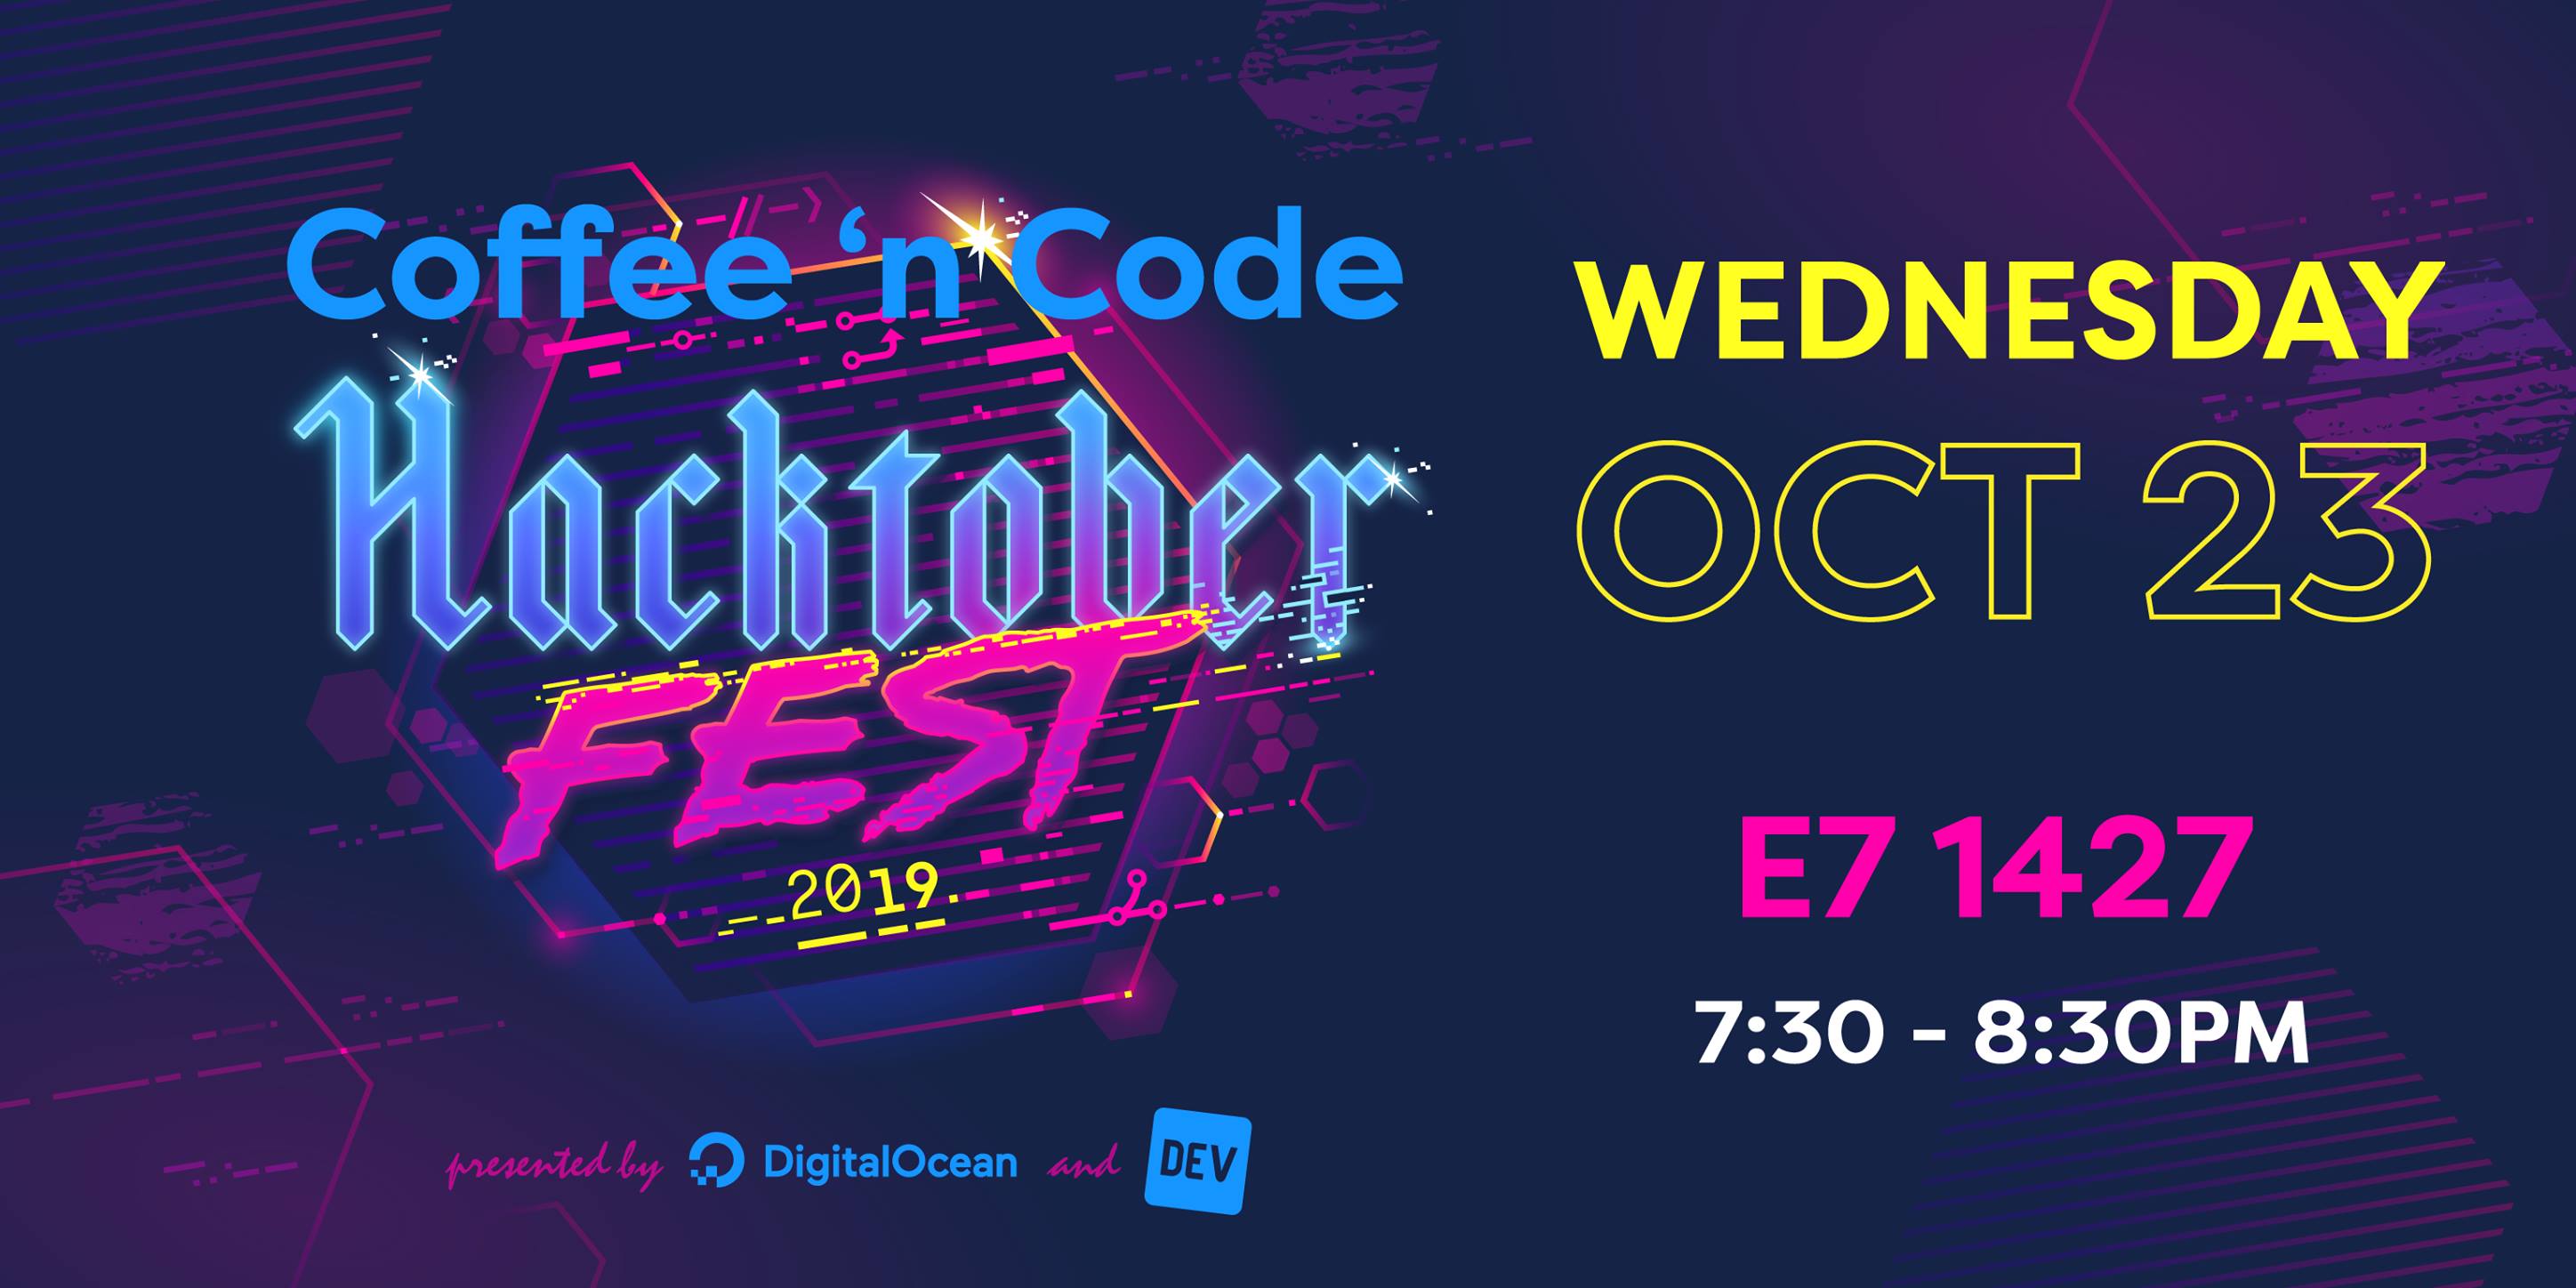 Coffee ‘n Code
Hacktober
FEST
2019
presented by DigitalOcean and DEV
WEDNESDAY
OCT 23
E7 1427
7:30 - 8:30PM